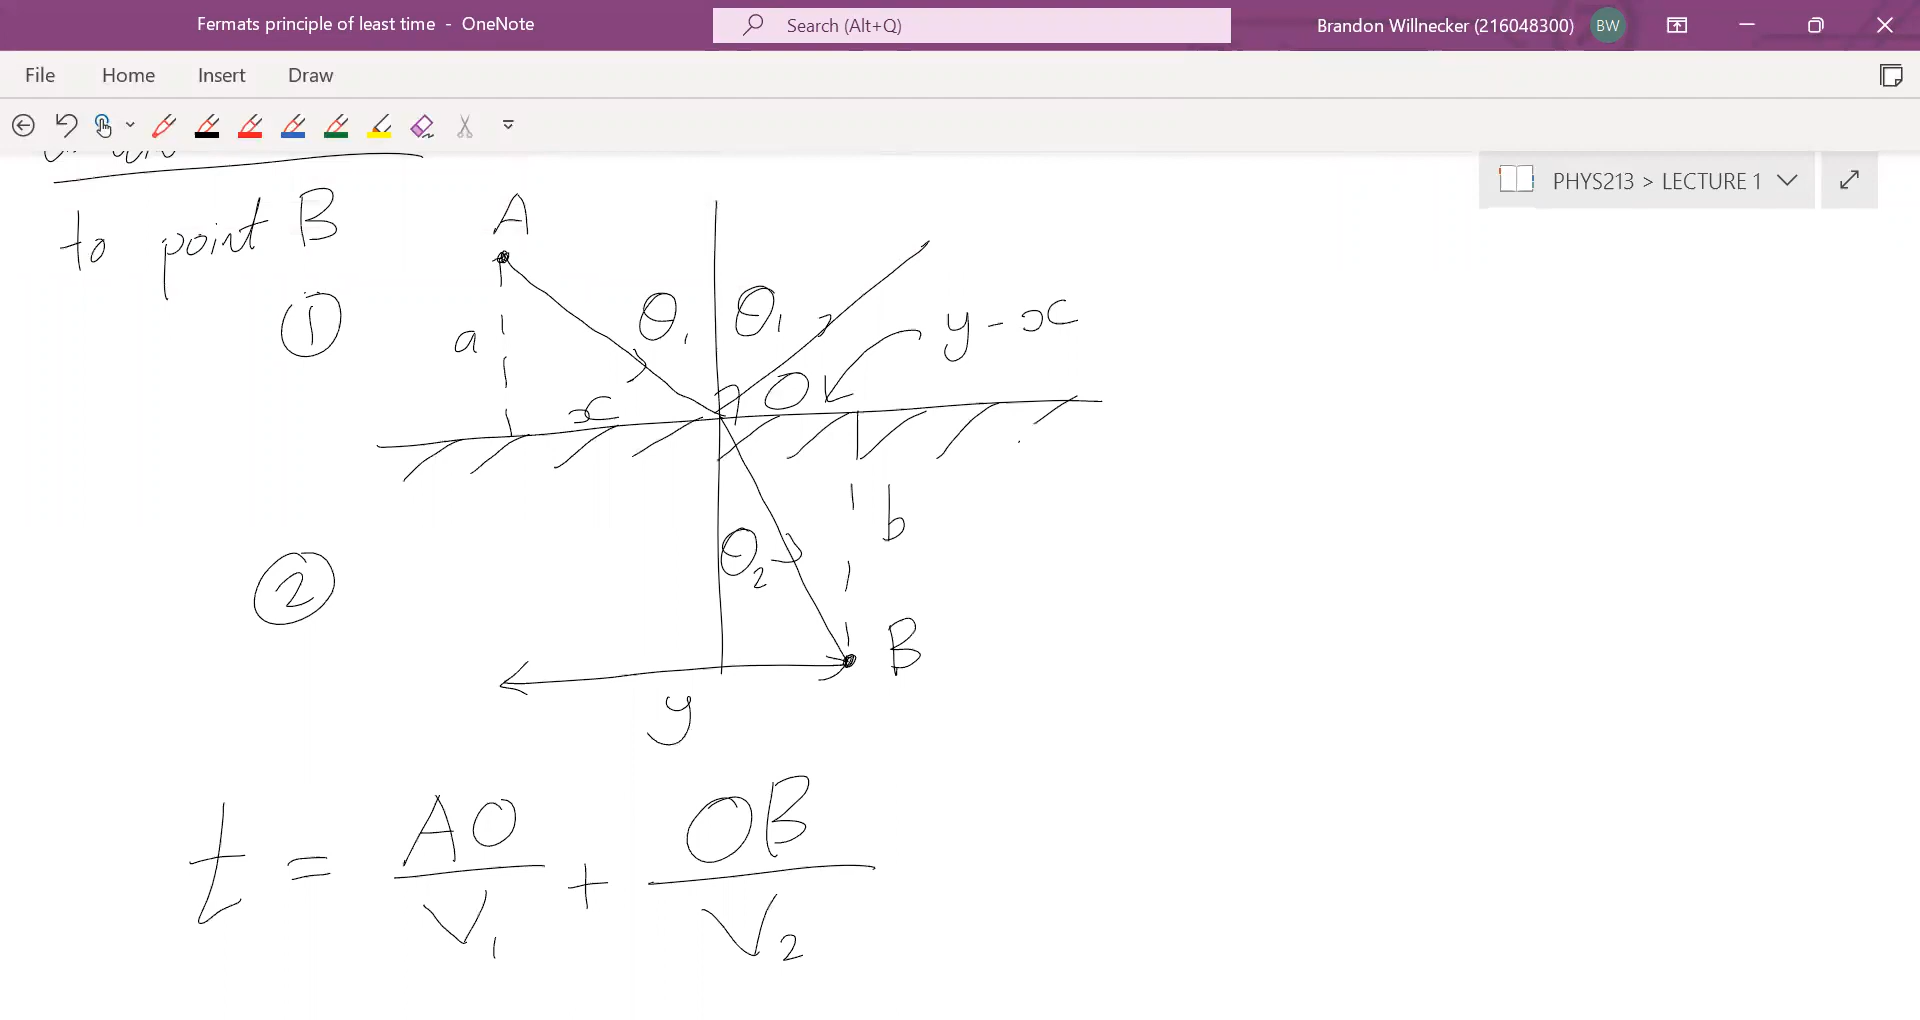 Fermats principle of least time - OneNote
Search (Alt+Q)
Brandon Willnecker (216048300)
BW
File Home Insert Draw
PHYS213 > LECTURE 1
to point B
A
①
a
θ₁ θ₁
y - x
x
O
b
②
θ₂
B
y
t = AO/V₁ + OB/V₂